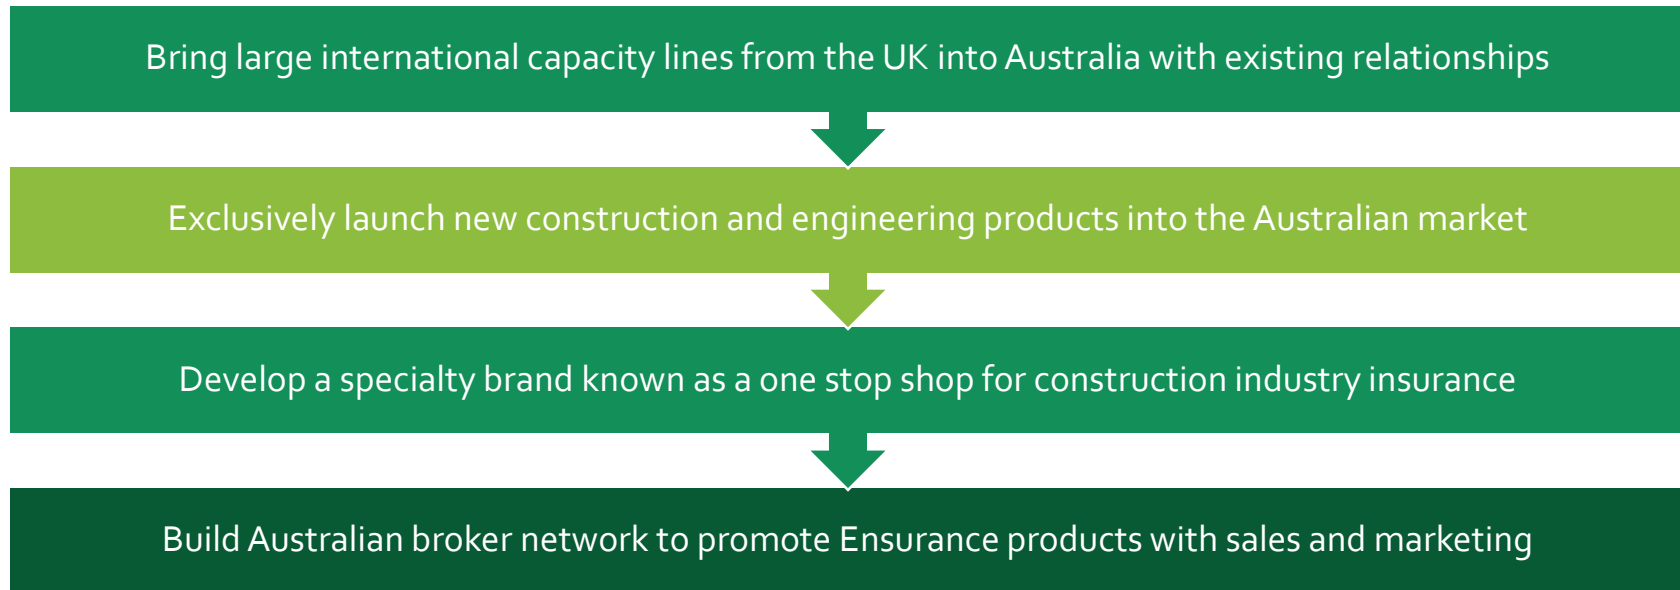 Bring large international capacity lines from the UK into Australia with existing relationships
Exclusively launch new construction and engineering products into the Australian market
Develop a specialty brand known as a one stop shop for construction industry insurance
Build Australian broker network to promote Ensurance products with sales and marketing